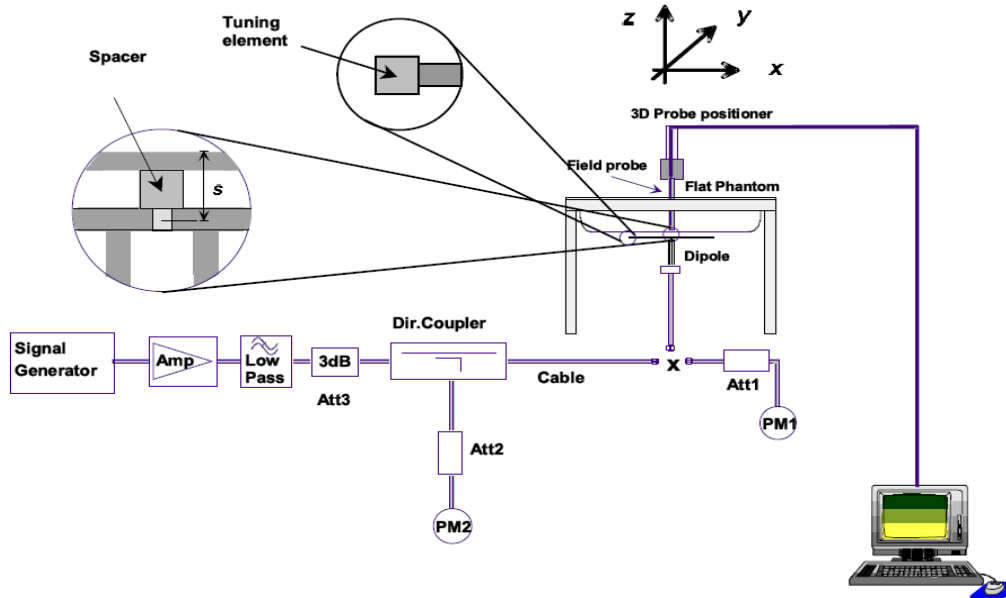 Tuning
element
Spacer
z
y
x
3D Probe positioner
Field probe
Flat Phantom
s
Dipole
Dir.Coupler
Signal
Generator
Amp
Low
Pass
3dB
Att3
Cable
x
Att1
PM1
Att2
PM2